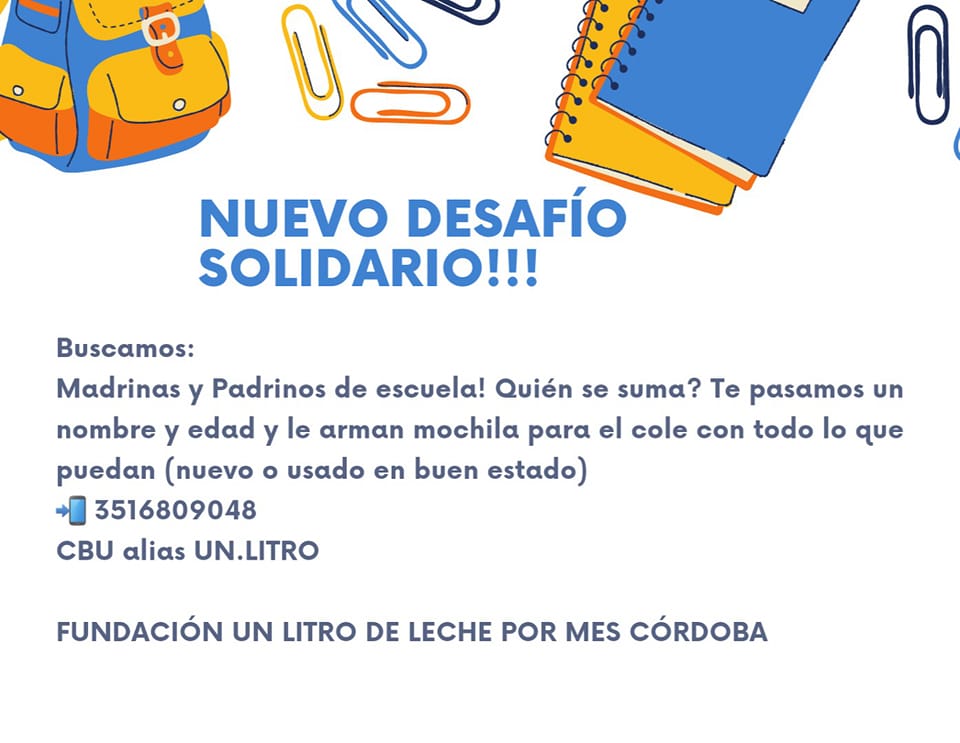 NUEVO DESAFÍO
SOLIDARIO!!!
Buscamos:
Madrinas y Padrinos de escuela! Quién se suma? Te pasamos un
nombre y edad y le arman mochila para el cole con todo lo que
puedan (nuevo o usado en buen estado)
📲 3516809048
CBU alias UN.LITRO
FUNDACIÓN UN LITRO DE LECHE POR MES CÓRDOBA